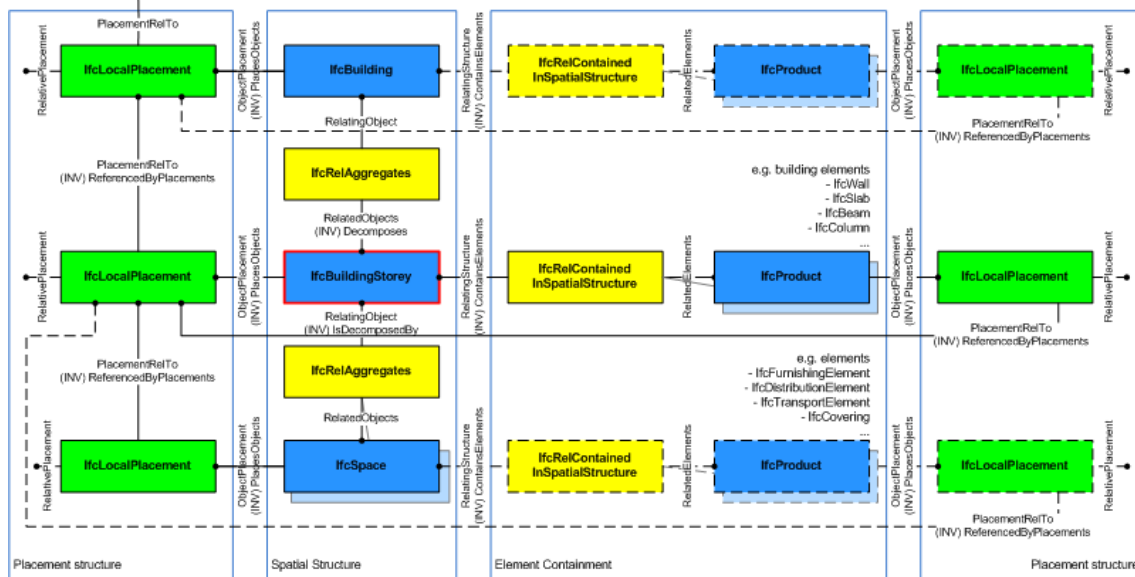 PlacementRelTo
RelativePlacement
IfcLocalPlacement
ObjectPlacement
(INV) PlacesObjects
IfcBuilding
RelatingStructure
(INV) ContainsElements
IfcRelContained
InSpatialStructure
RelatedElements
IfcProduct
ObjectPlacement
(INV) PlacesObjects
IfcLocalPlacement
RelativePlacement
RelatingObject
PlacementRelTo
(INV) ReferencedByPlacements
PlacementRelTo
(INV) ReferencedByPlacements
IfcRelAggregates
e.g. building elements
- IfcWall
- IfcSlab
- IfcBeam
- IfcColumn
...
RelatedObjects
(INV) Decomposes
RelativePlacement
IfcLocalPlacement
ObjectPlacement
(INV) PlacesObjects
IfcBuildingStorey
RelatingStructure
(INV) ContainsElements
IfcRelContained
InSpatialStructure
RelatedElements
IfcProduct
ObjectPlacement
(INV) PlacesObjects
IfcLocalPlacement
RelativePlacement
RelatingObject
(INV) IsDecomposedBy
PlacementRelTo
(INV) ReferencedByPlacements
PlacementRelTo
(INV) ReferencedByPlacements
IfcRelAggregates
e.g. elements
- IfcFurnishingElement
- IfcDistributionElement
- IfcTransportElement
- IfcCovering
...
RelatedObjects
RelativePlacement
IfcLocalPlacement
ObjectPlacement
(INV) PlacesObjects
IfcSpace
RelatingStructure
(INV) ContainsElements
IfcRelContained
InSpatialStructure
RelatedElements
IfcProduct
ObjectPlacement
(INV) PlacesObjects
IfcLocalPlacement
RelativePlacement
PlacementRelTo
(INV) ReferencedByPlacements
Placement structure
Spatial Structure
Element Containment
Placement structure